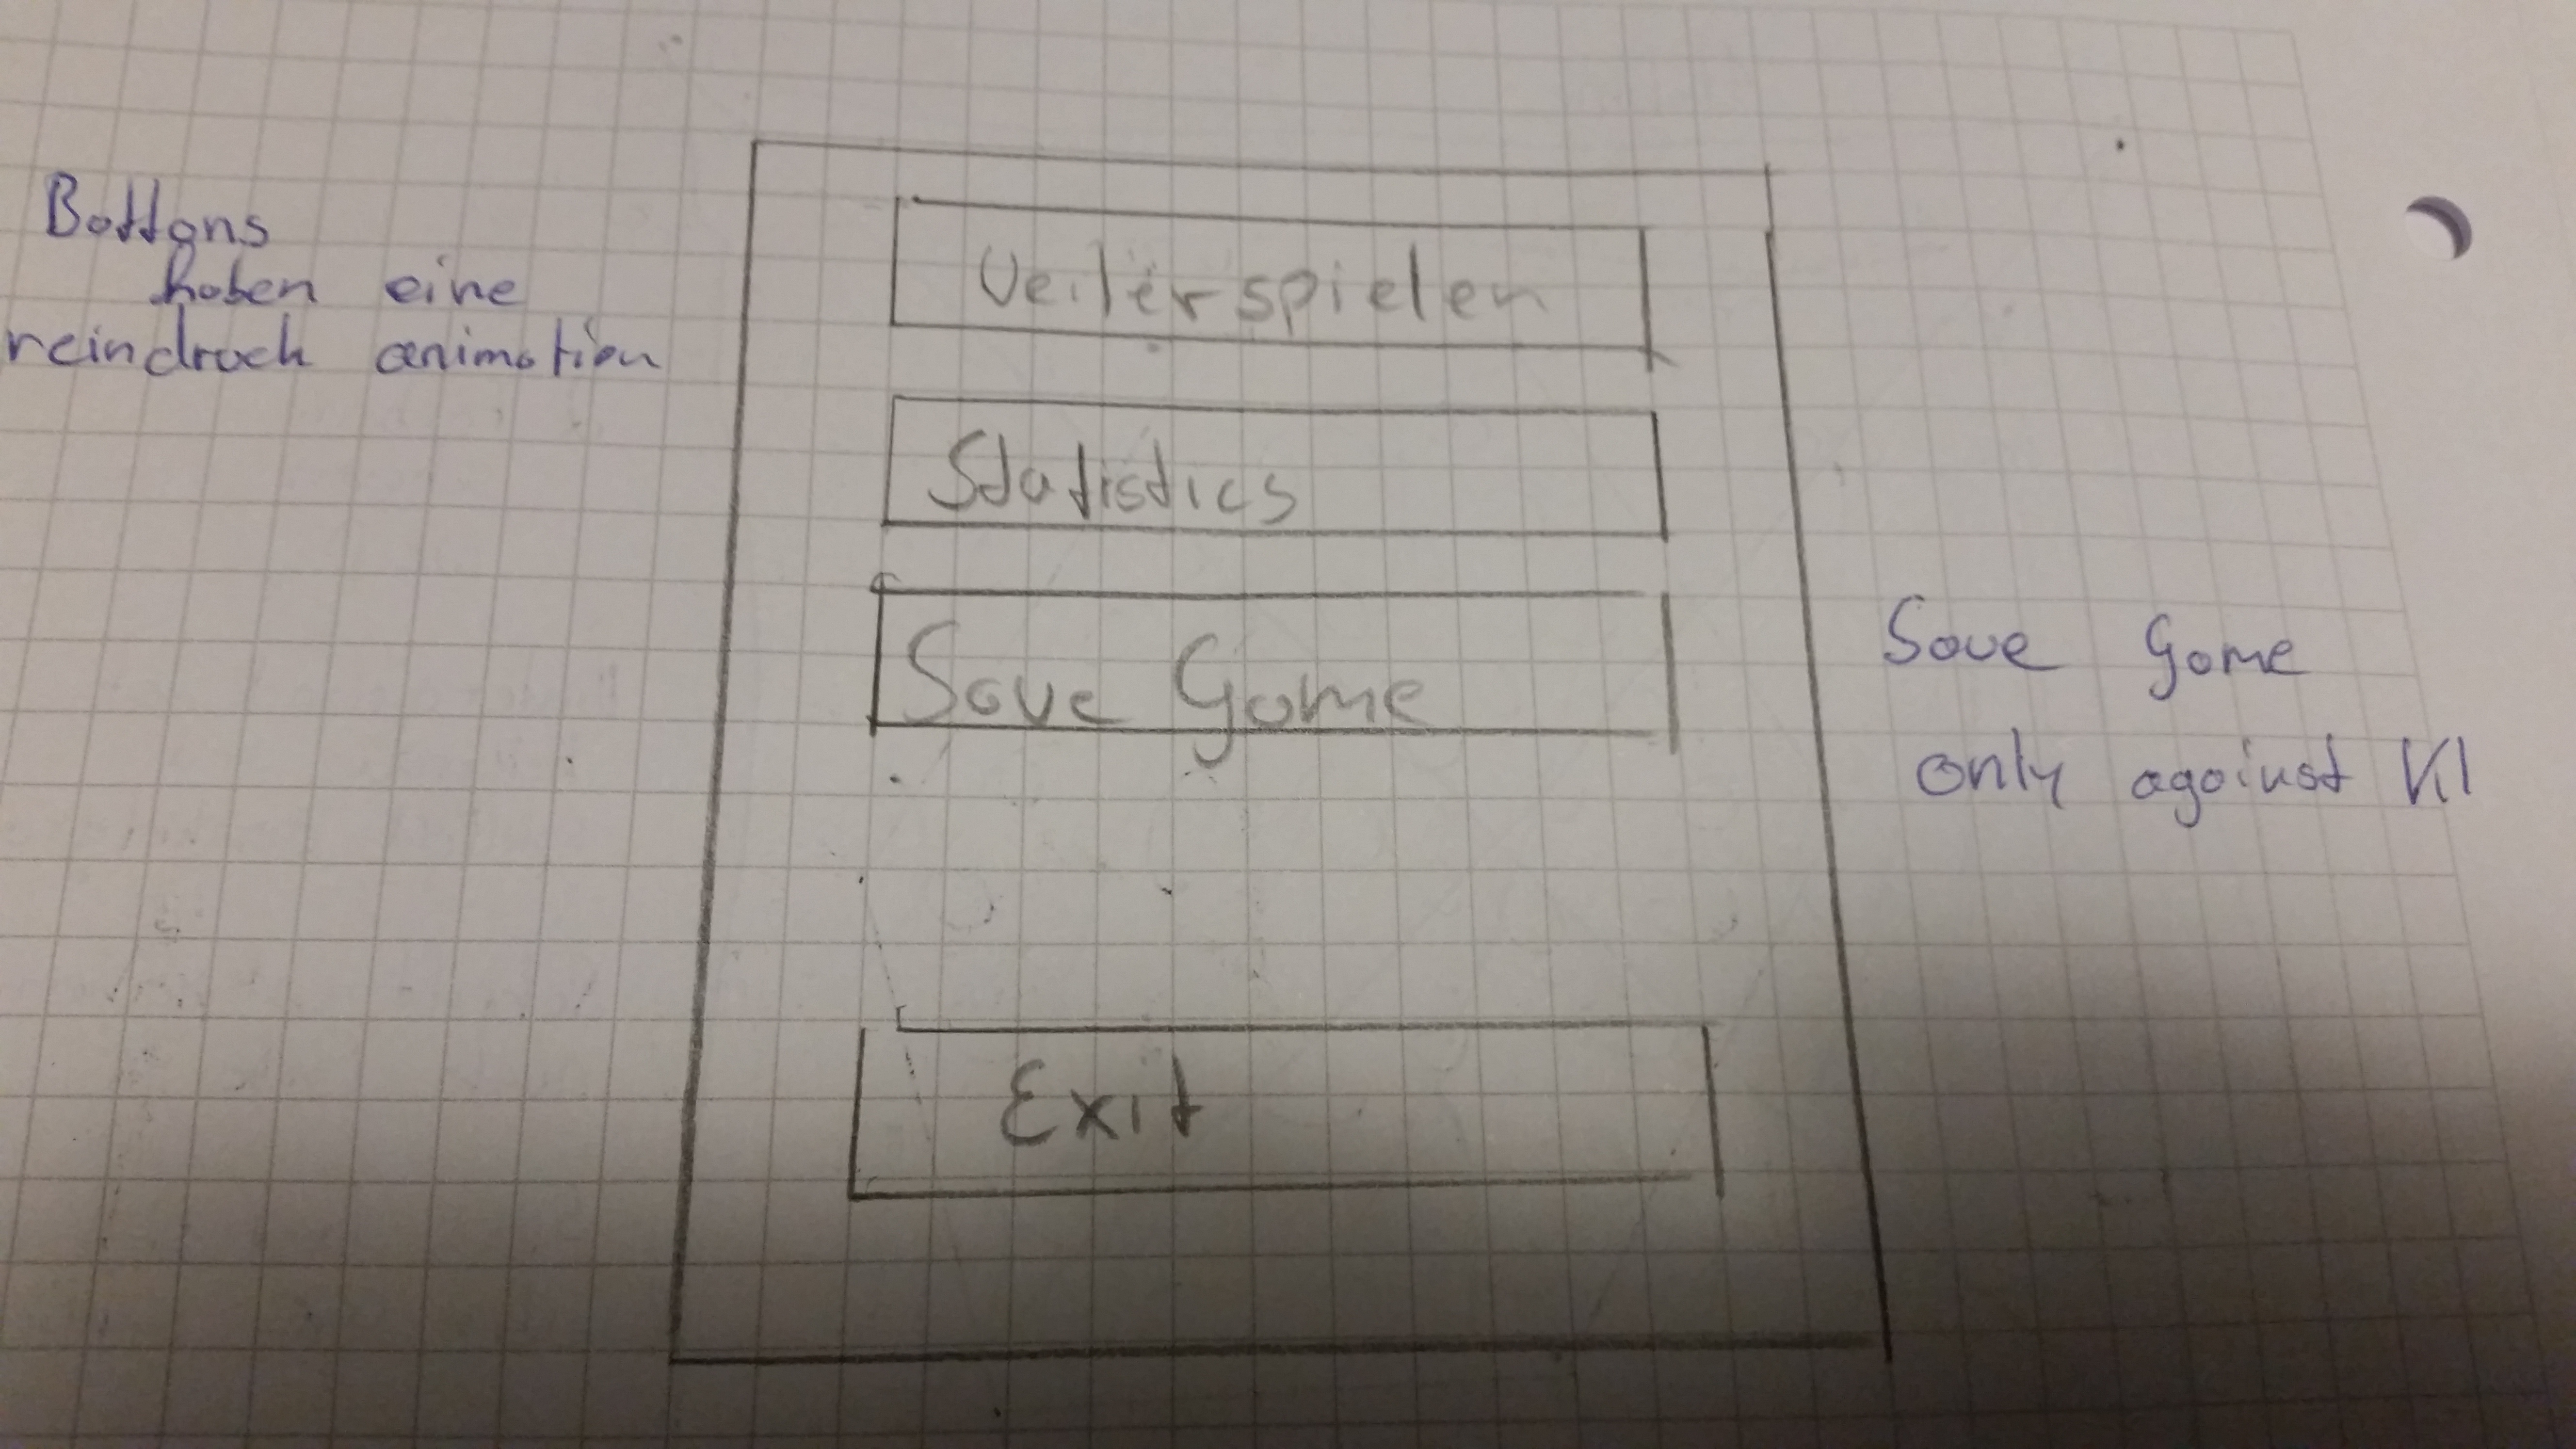 Buttons
haben eine
reindruck animation
Weiterspielen
Statistics
Save Game
Save Game
only against KI
Exit